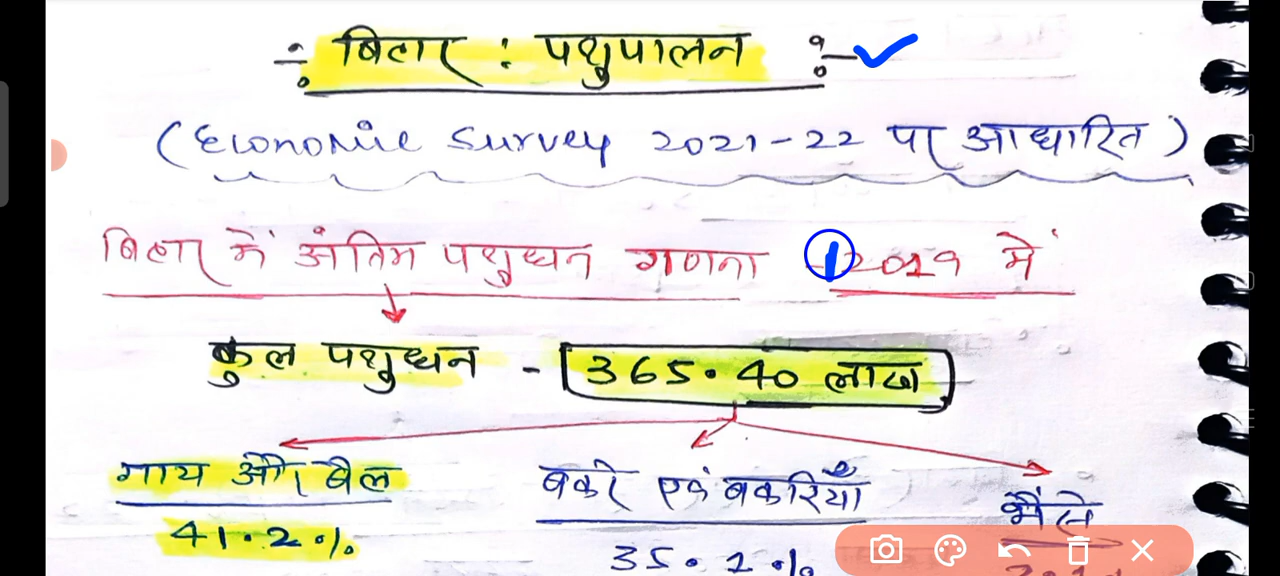 बिहार : पशुपालन
(Economic Survey 2021-22 पर आधारित)
बिहार में अंतिम पशुधन गणना - 2019 में
कुल पशुधन - 365.40 लाख
गाय और बैल बकरे एवं बकरियाँ भैंसे
41.2% 35.1%